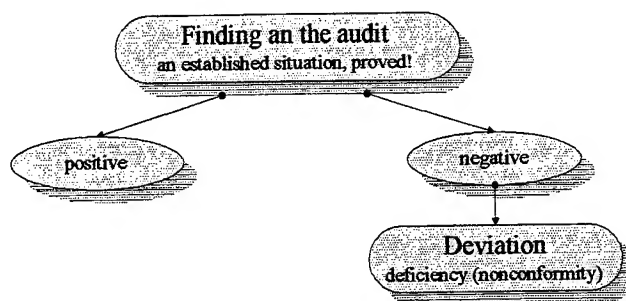 Finding an the audit
an established situation, proved!
positive
negative
Deviation
deficiency (nonconformity)